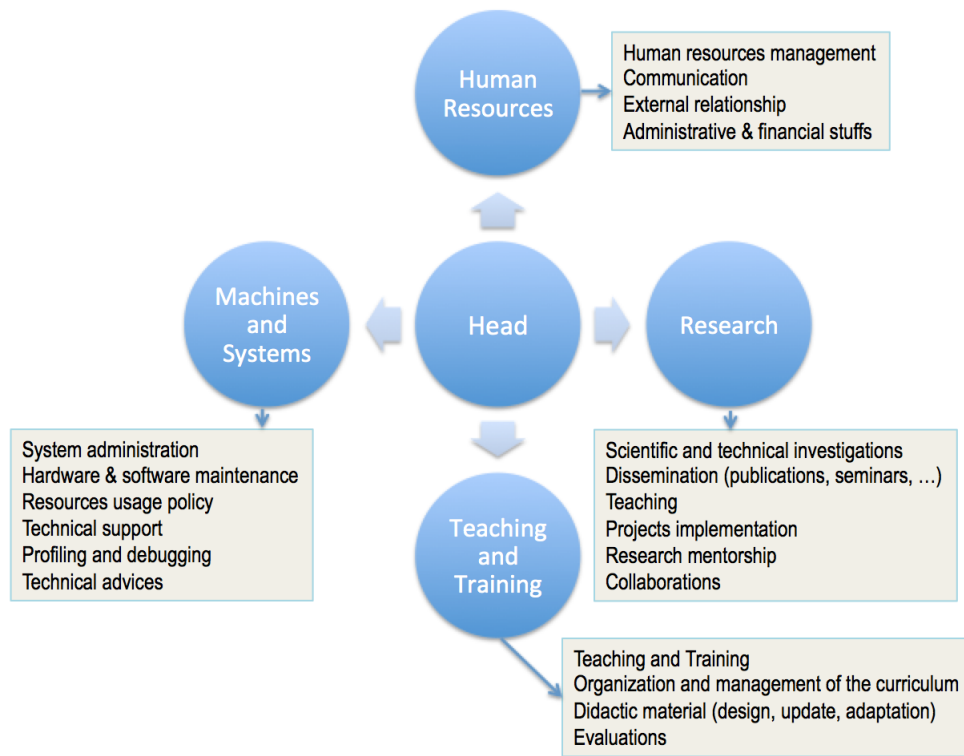 Human
Resources
Human resources management
Communication
External relationship
Administrative & financial stuffs
Machines
and
Systems
Head
Research
System administration
Hardware & software maintenance
Resources usage policy
Technical support
Profiling and debugging
Technical advices
Scientific and technical investigations
Dissemination (publications, seminars, …)
Teaching
Projects implementation
Research mentorship
Collaborations
Teaching
and
Training
Teaching and Training
Organization and management of the curriculum
Didactic material (design, update, adaptation)
Evaluations